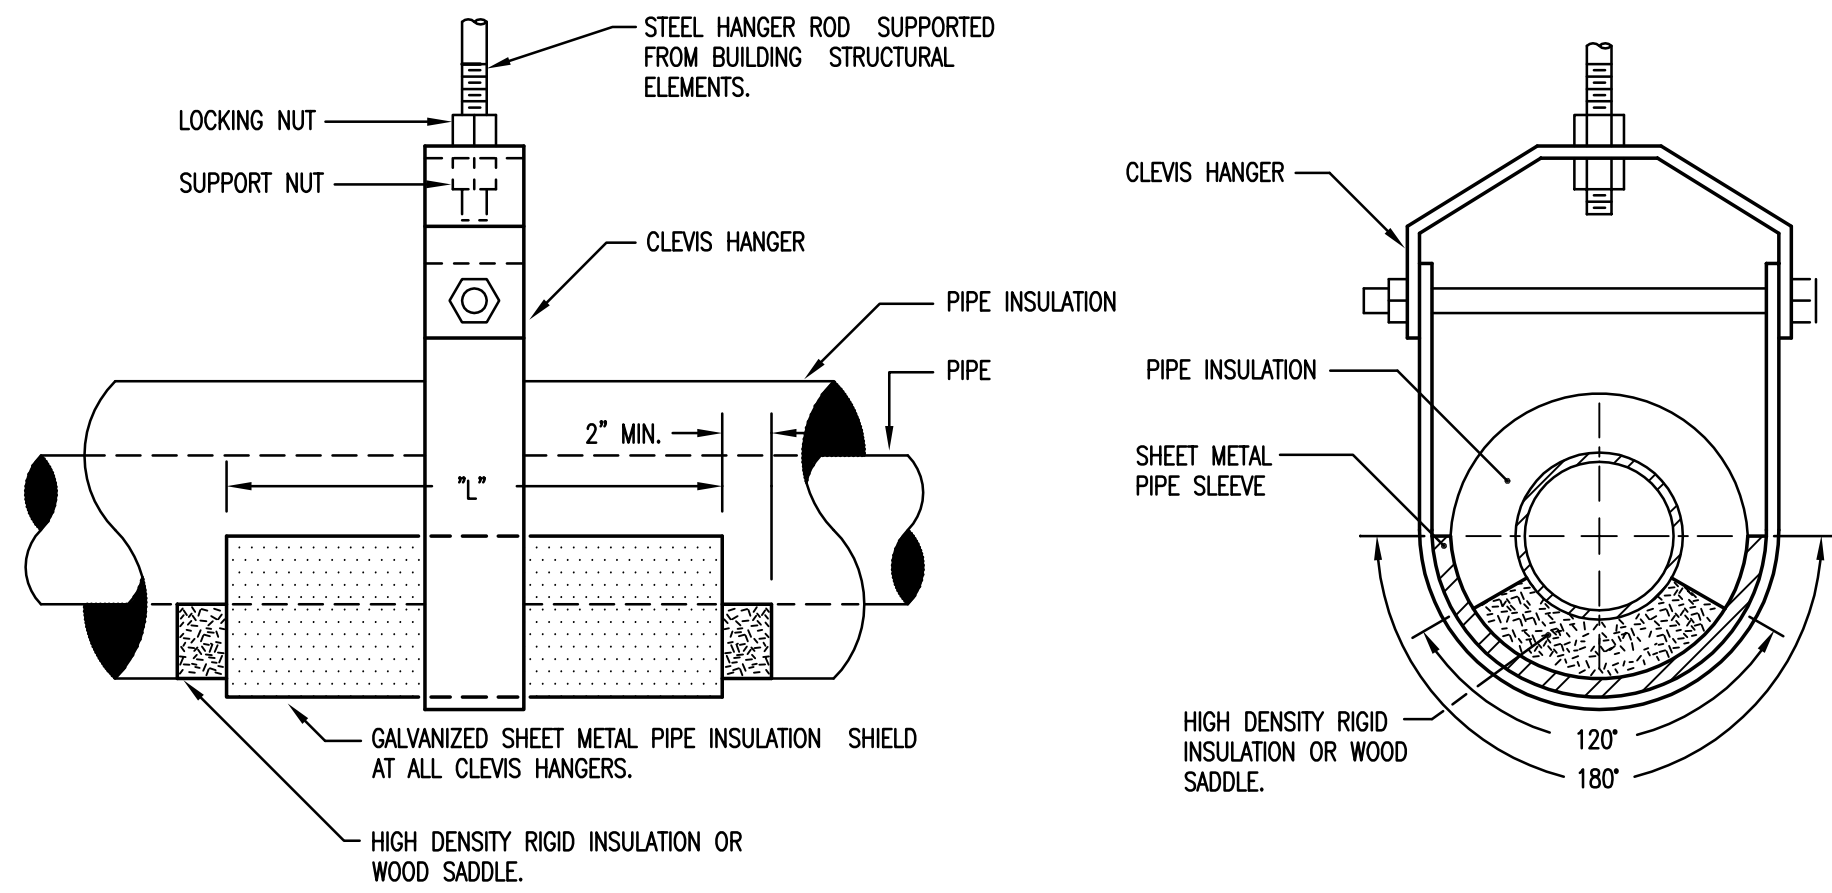 STEEL HANGER ROD SUPPORTED
FROM BUILDING STRUCTURAL
ELEMENTS.
LOCKING NUT
SUPPORT NUT
CLEVIS HANGER
PIPE INSULATION
PIPE
2" MIN.
"L"
GALVANIZED SHEET METAL PIPE INSULATION SHIELD
AT ALL CLEVIS HANGERS.
HIGH DENSITY RIGID INSULATION OR
WOOD SADDLE.
CLEVIS HANGER
PIPE INSULATION
SHEET METAL
PIPE SLEEVE
HIGH DENSITY RIGID
INSULATION OR WOOD
SADDLE.
120°
180°